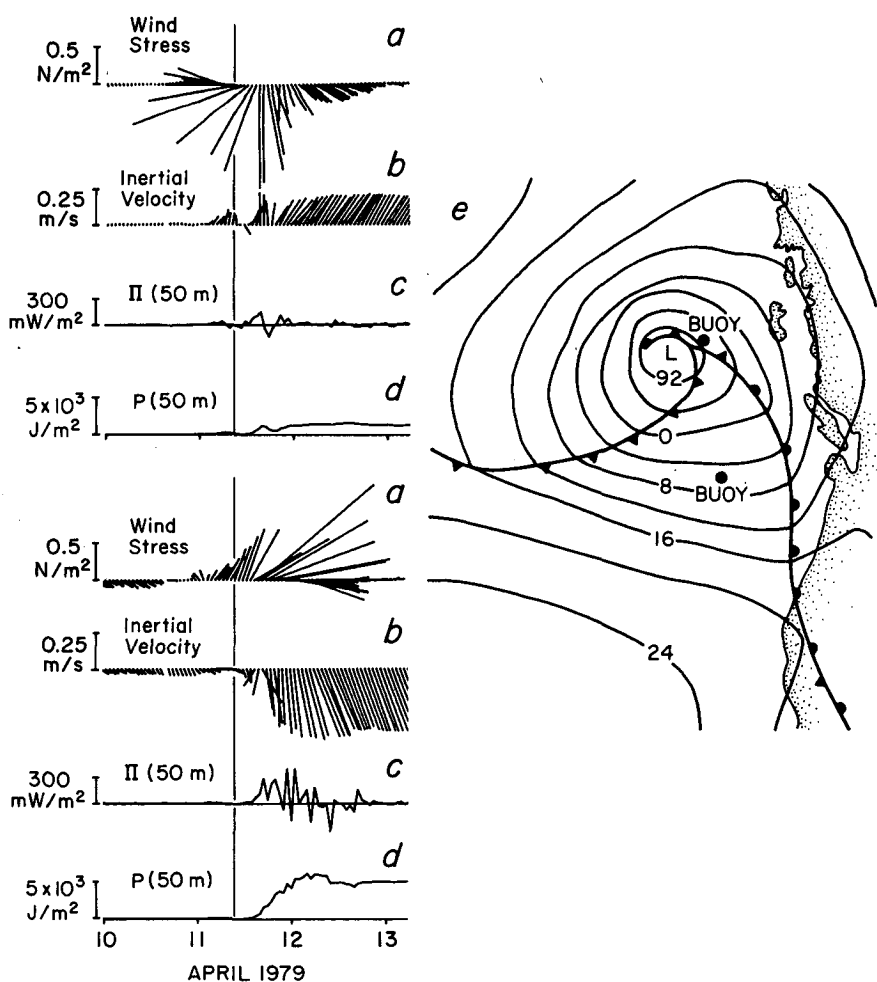 a
Wind
Stress
0.5
N/m²
b
Inertial
Velocity
0.25
m/s
c
Π (50 m)
300
mW/m²
d
P (50 m)
5x10³
J/m²
a
Wind
Stress
0.5
N/m²
b
Inertial
Velocity
0.25
m/s
c
Π (50 m)
300
mW/m²
d
P (50 m)
5x10³
J/m²
10 11 12 13
APRIL 1979
e
BUOY
L
92
0
8
BUOY
16
24